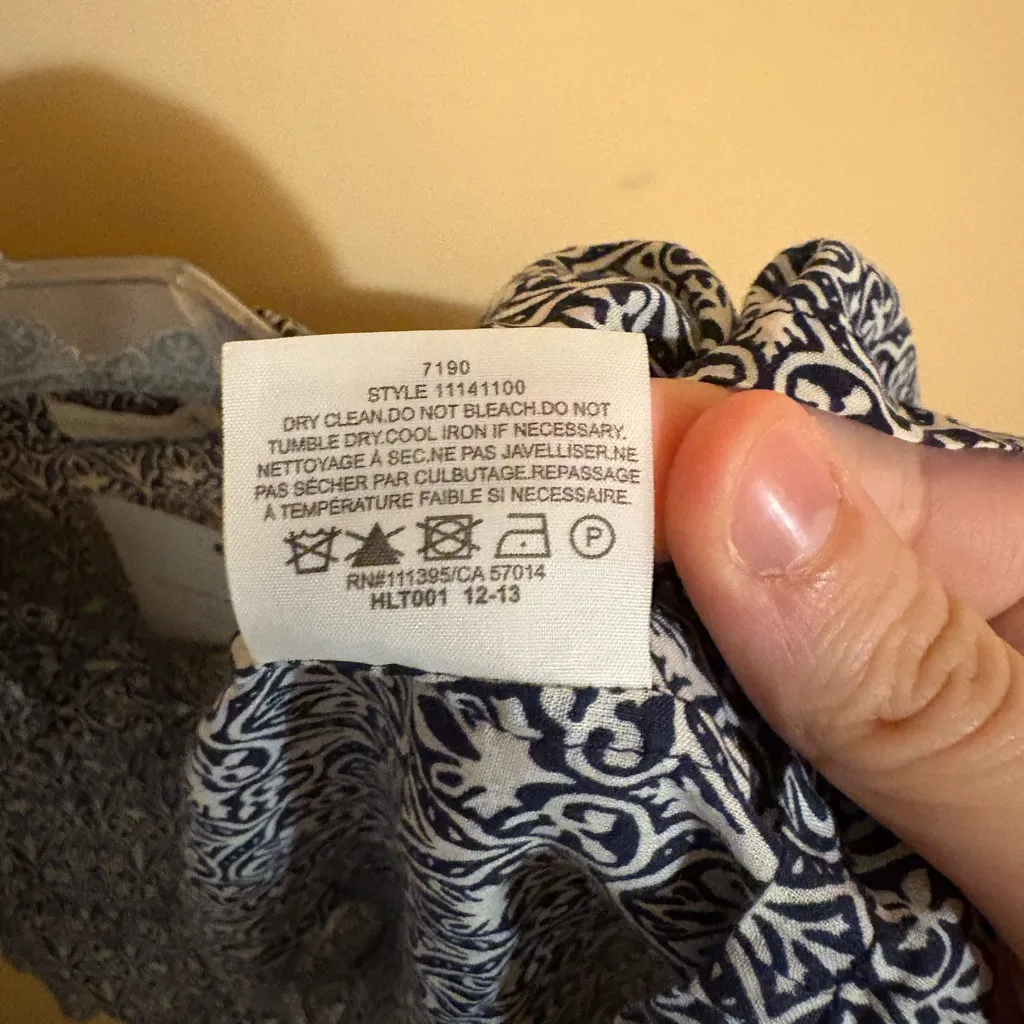 7190
STYLE 11141100
DRY CLEAN.DO NOT BLEACH.DO NOT
TUMBLE DRY.COOL IRON IF NECESSARY.
NETTOYAGE À SEC.NE PAS JAVELLISER.NE
PAS SÉCHER PAR CULBUTAGE.REPASSAGE
À TEMPÉRATURE FAIBLE SI NECESSAIRE.
P
RN#111395/CA 57014
HLT001 12-13